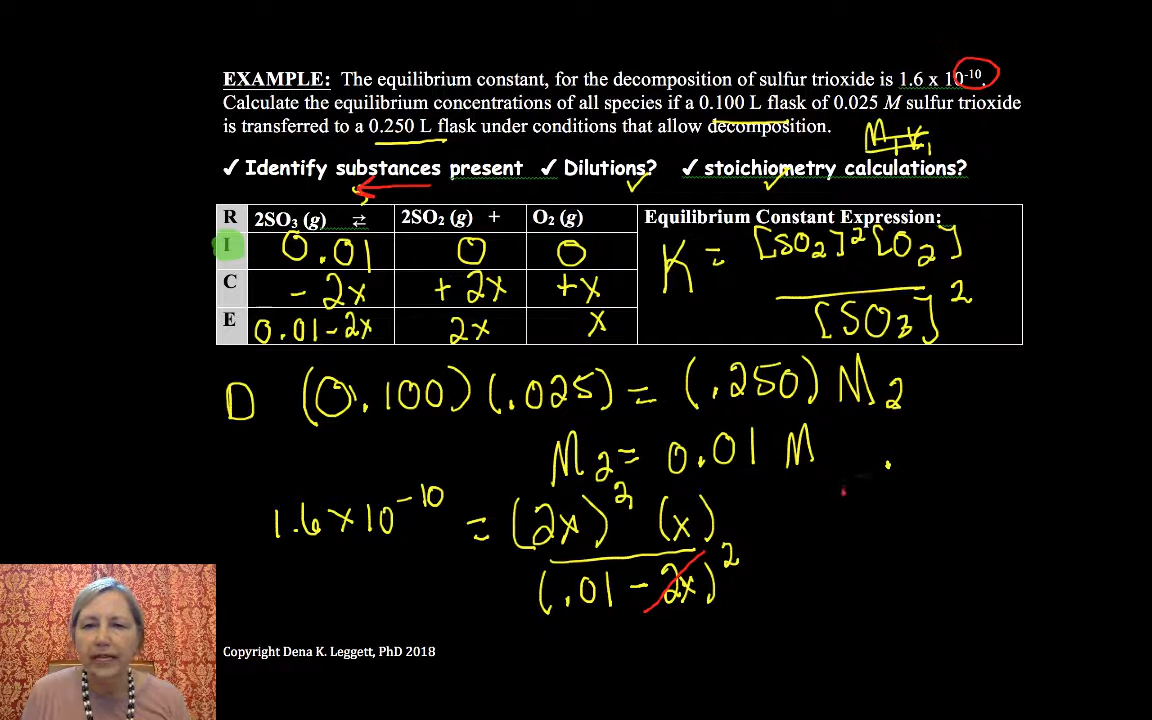 EXAMPLE: The equilibrium constant, for the decomposition of sulfur trioxide is 1.6 x 10⁻¹⁰.
Calculate the equilibrium concentrations of all species if a 0.100 L flask of 0.025 M sulfur trioxide
is transferred to a 0.250 L flask under conditions that allow decomposition.
M₁V₁
✓ Identify substances present ✓ Dilutions? ✓ stoichiometry calculations?
R 2SO₃ (g) ⇄ 2SO₂ (g) + O₂ (g) Equilibrium Constant Expression:
I 0.01 0 0 K = [SO₂]²[O₂] / [SO₃]²
C - 2x + 2x + x
E 0.01 - 2x 2x x
D (0.100)(.025) = (.250) M₂
M₂ = 0.01 M
1.6 x 10⁻¹⁰ = (2x)² (x)
(.01 - 2x)²
Copyright Dena K. Leggett, PhD 2018